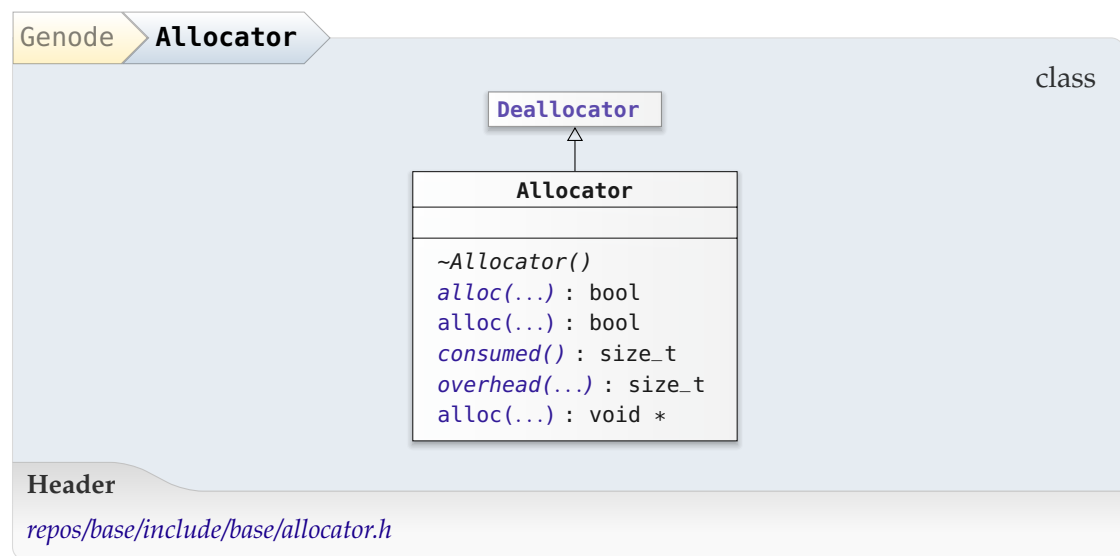 Genode Allocator
class
Deallocator
Allocator
~Allocator()
alloc(...) : bool
alloc(...) : bool
consumed() : size_t
overhead(...) : size_t
alloc(...) : void *
Header
repos/base/include/base/allocator.h